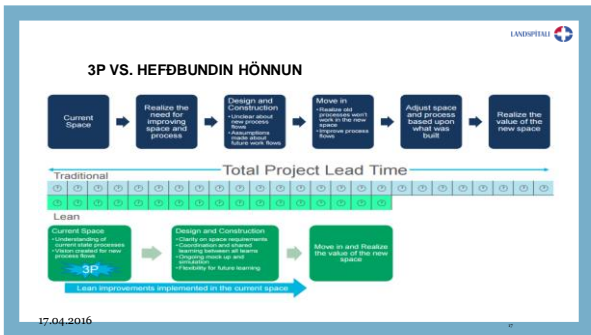 LANDSPÍTALI
3P VS. HEFÐBUNDIN HÖNNUN
Current
Space
Realize the
need for
improving
space and
process
Design and
Construction
•Unclear about
new process
flows
•Assumptions
made about
future work flows
Move in
•Realize old
processes won't
work in the new
space
•Improve process
flows
Adjust space
and process
based upon
what was
built
Realize the
value of the
new space
Total Project Lead Time
Traditional
Lean
Current Space
•Understanding of
current state processes
•Vision created for new
process flows
3P
Design and Construction
•Clarity on space requirements
•Coordination and shared
learning between all teams
•Ongoing mock up and
simulation
•Flexibility for future learning
Move in and Realize
the value of the new
space
Lean improvements implemented in the current space
17.04.2016